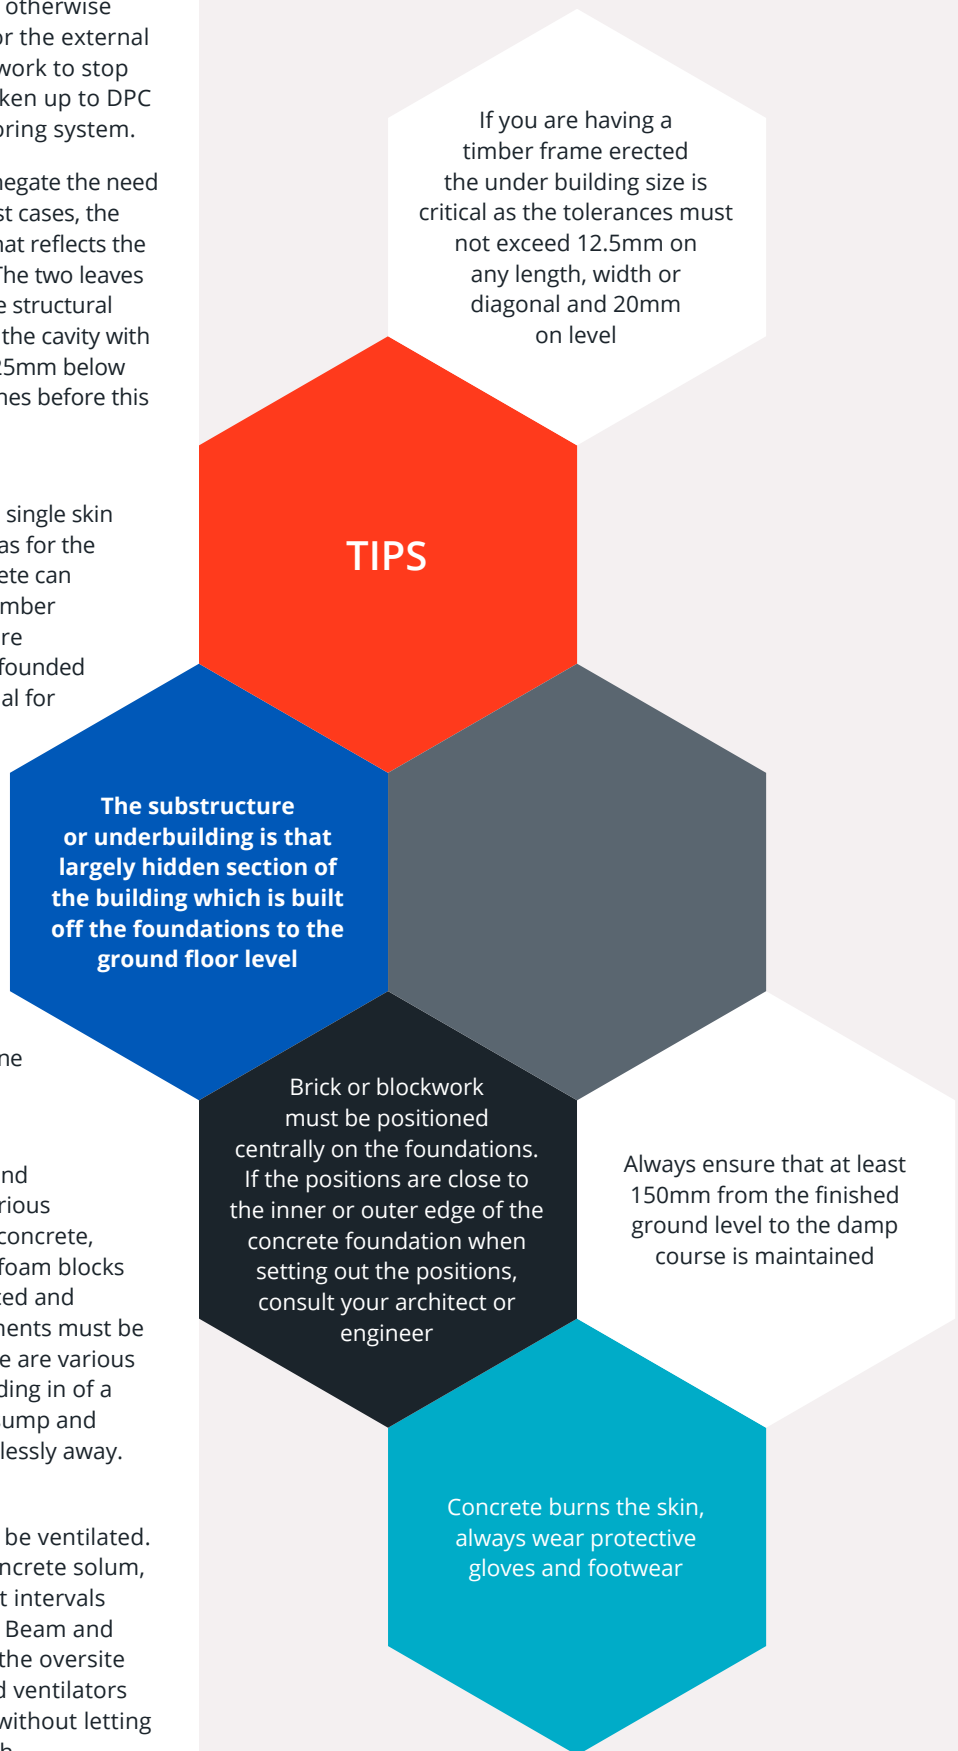 otherwise
or the external
work to stop
ken up to DPC
oring system.
negate the need
st cases, the
hat reflects the
The two leaves
e structural
the cavity with
25mm below
nes before this
single skin
as for the
ete can
mber
re
founded
al for
ne
nd
rious
concrete,
foam blocks
ced and
nents must be
e are various
ding in of a
sump and
lessly away.
be ventilated.
ncrete solum,
t intervals
Beam and
the oversite
d ventilators
without letting
If you are having a
timber frame erected
the under building size is
critical as the tolerances must
not exceed 12.5mm on
any length, width or
diagonal and 20mm
on level
TIPS
The substructure
or underbuilding is that
largely hidden section of
the building which is built
off the foundations to the
ground floor level
Brick or blockwork
must be positioned
centrally on the foundations.
If the positions are close to
the inner or outer edge of the
concrete foundation when
setting out the positions,
consult your architect or
engineer
Always ensure that at least
150mm from the finished
ground level to the damp
course is maintained
Concrete burns the skin,
always wear protective
gloves and footwear